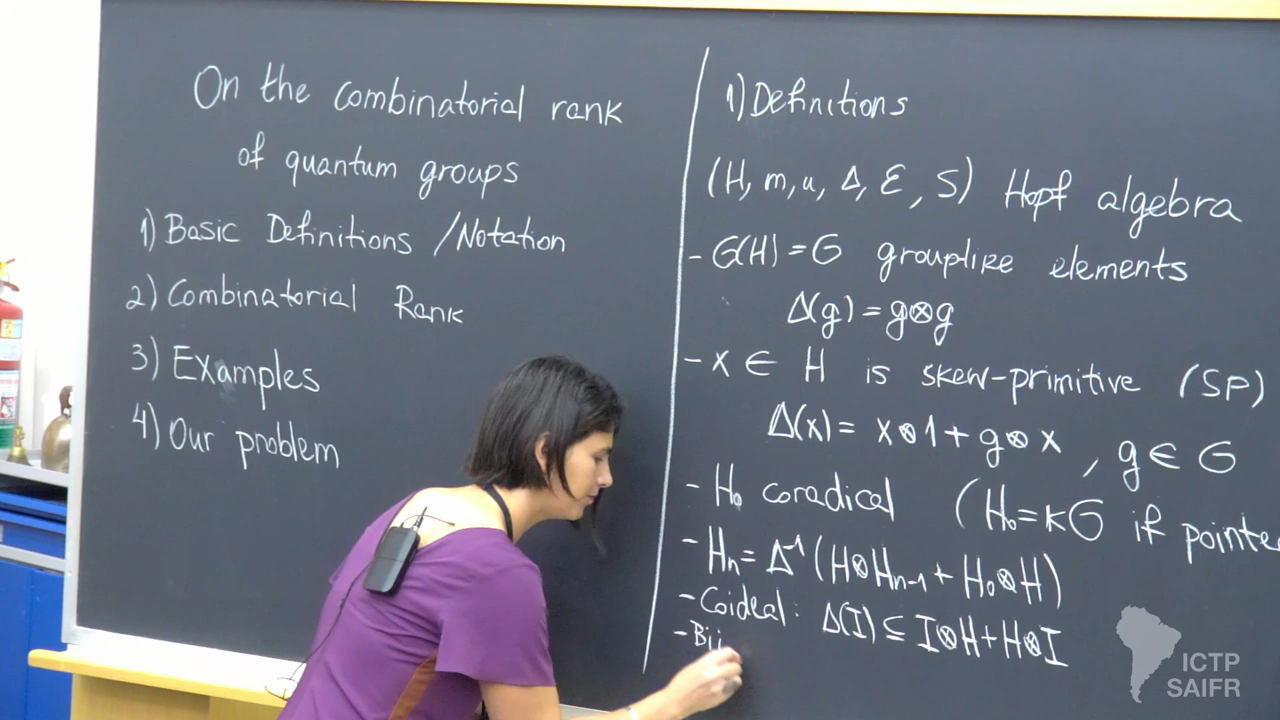 On the combinatorial rank
of quantum groups
1) Basic Definitions / Notation
2) Combinatorial Rank
3) Examples
4) Our problem
1) Definitions
(H, m, u, Δ, ε, S) Hopf algebra
- G(H) = G grouplike elements
Δ(g) = g⊗g
- x ∈ H is skew-primitive (SP)
Δ(x) = x⊗1 + g⊗x , g ∈ G
- H₀ coradical (H₀ = KG if pointe
- Hn = Δ⁻¹(H⊗Hn-1 + H₀⊗H)
- Coideal: Δ(I) ⊆ I⊗H + H⊗I
- Bii
ICTP
SAIFR